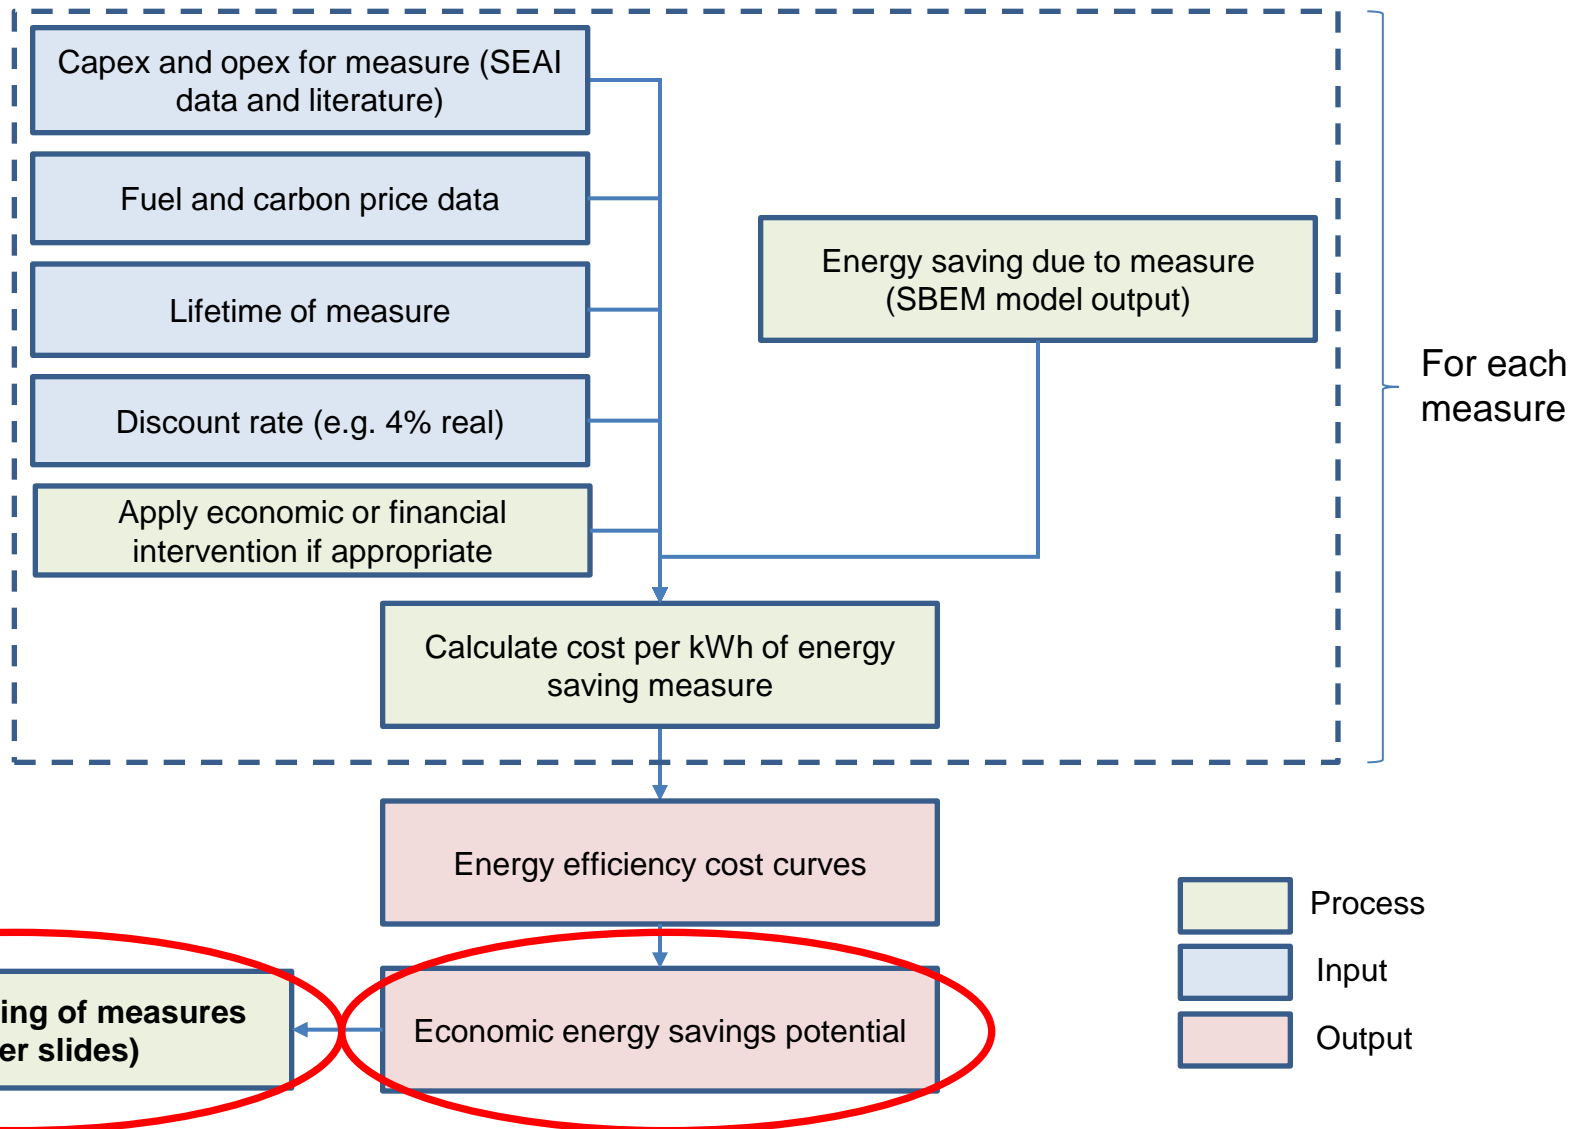 Capex and opex for measure (SEAI
data and literature)
Fuel and carbon price data
Lifetime of measure
Discount rate (e.g. 4% real)
Apply economic or financial
intervention if appropriate
Energy saving due to measure
(SBEM model output)
For each
measure
Calculate cost per kWh of energy
saving measure
Energy efficiency cost curves
Economic energy savings potential
of measures
slides)
Process
Input
Output